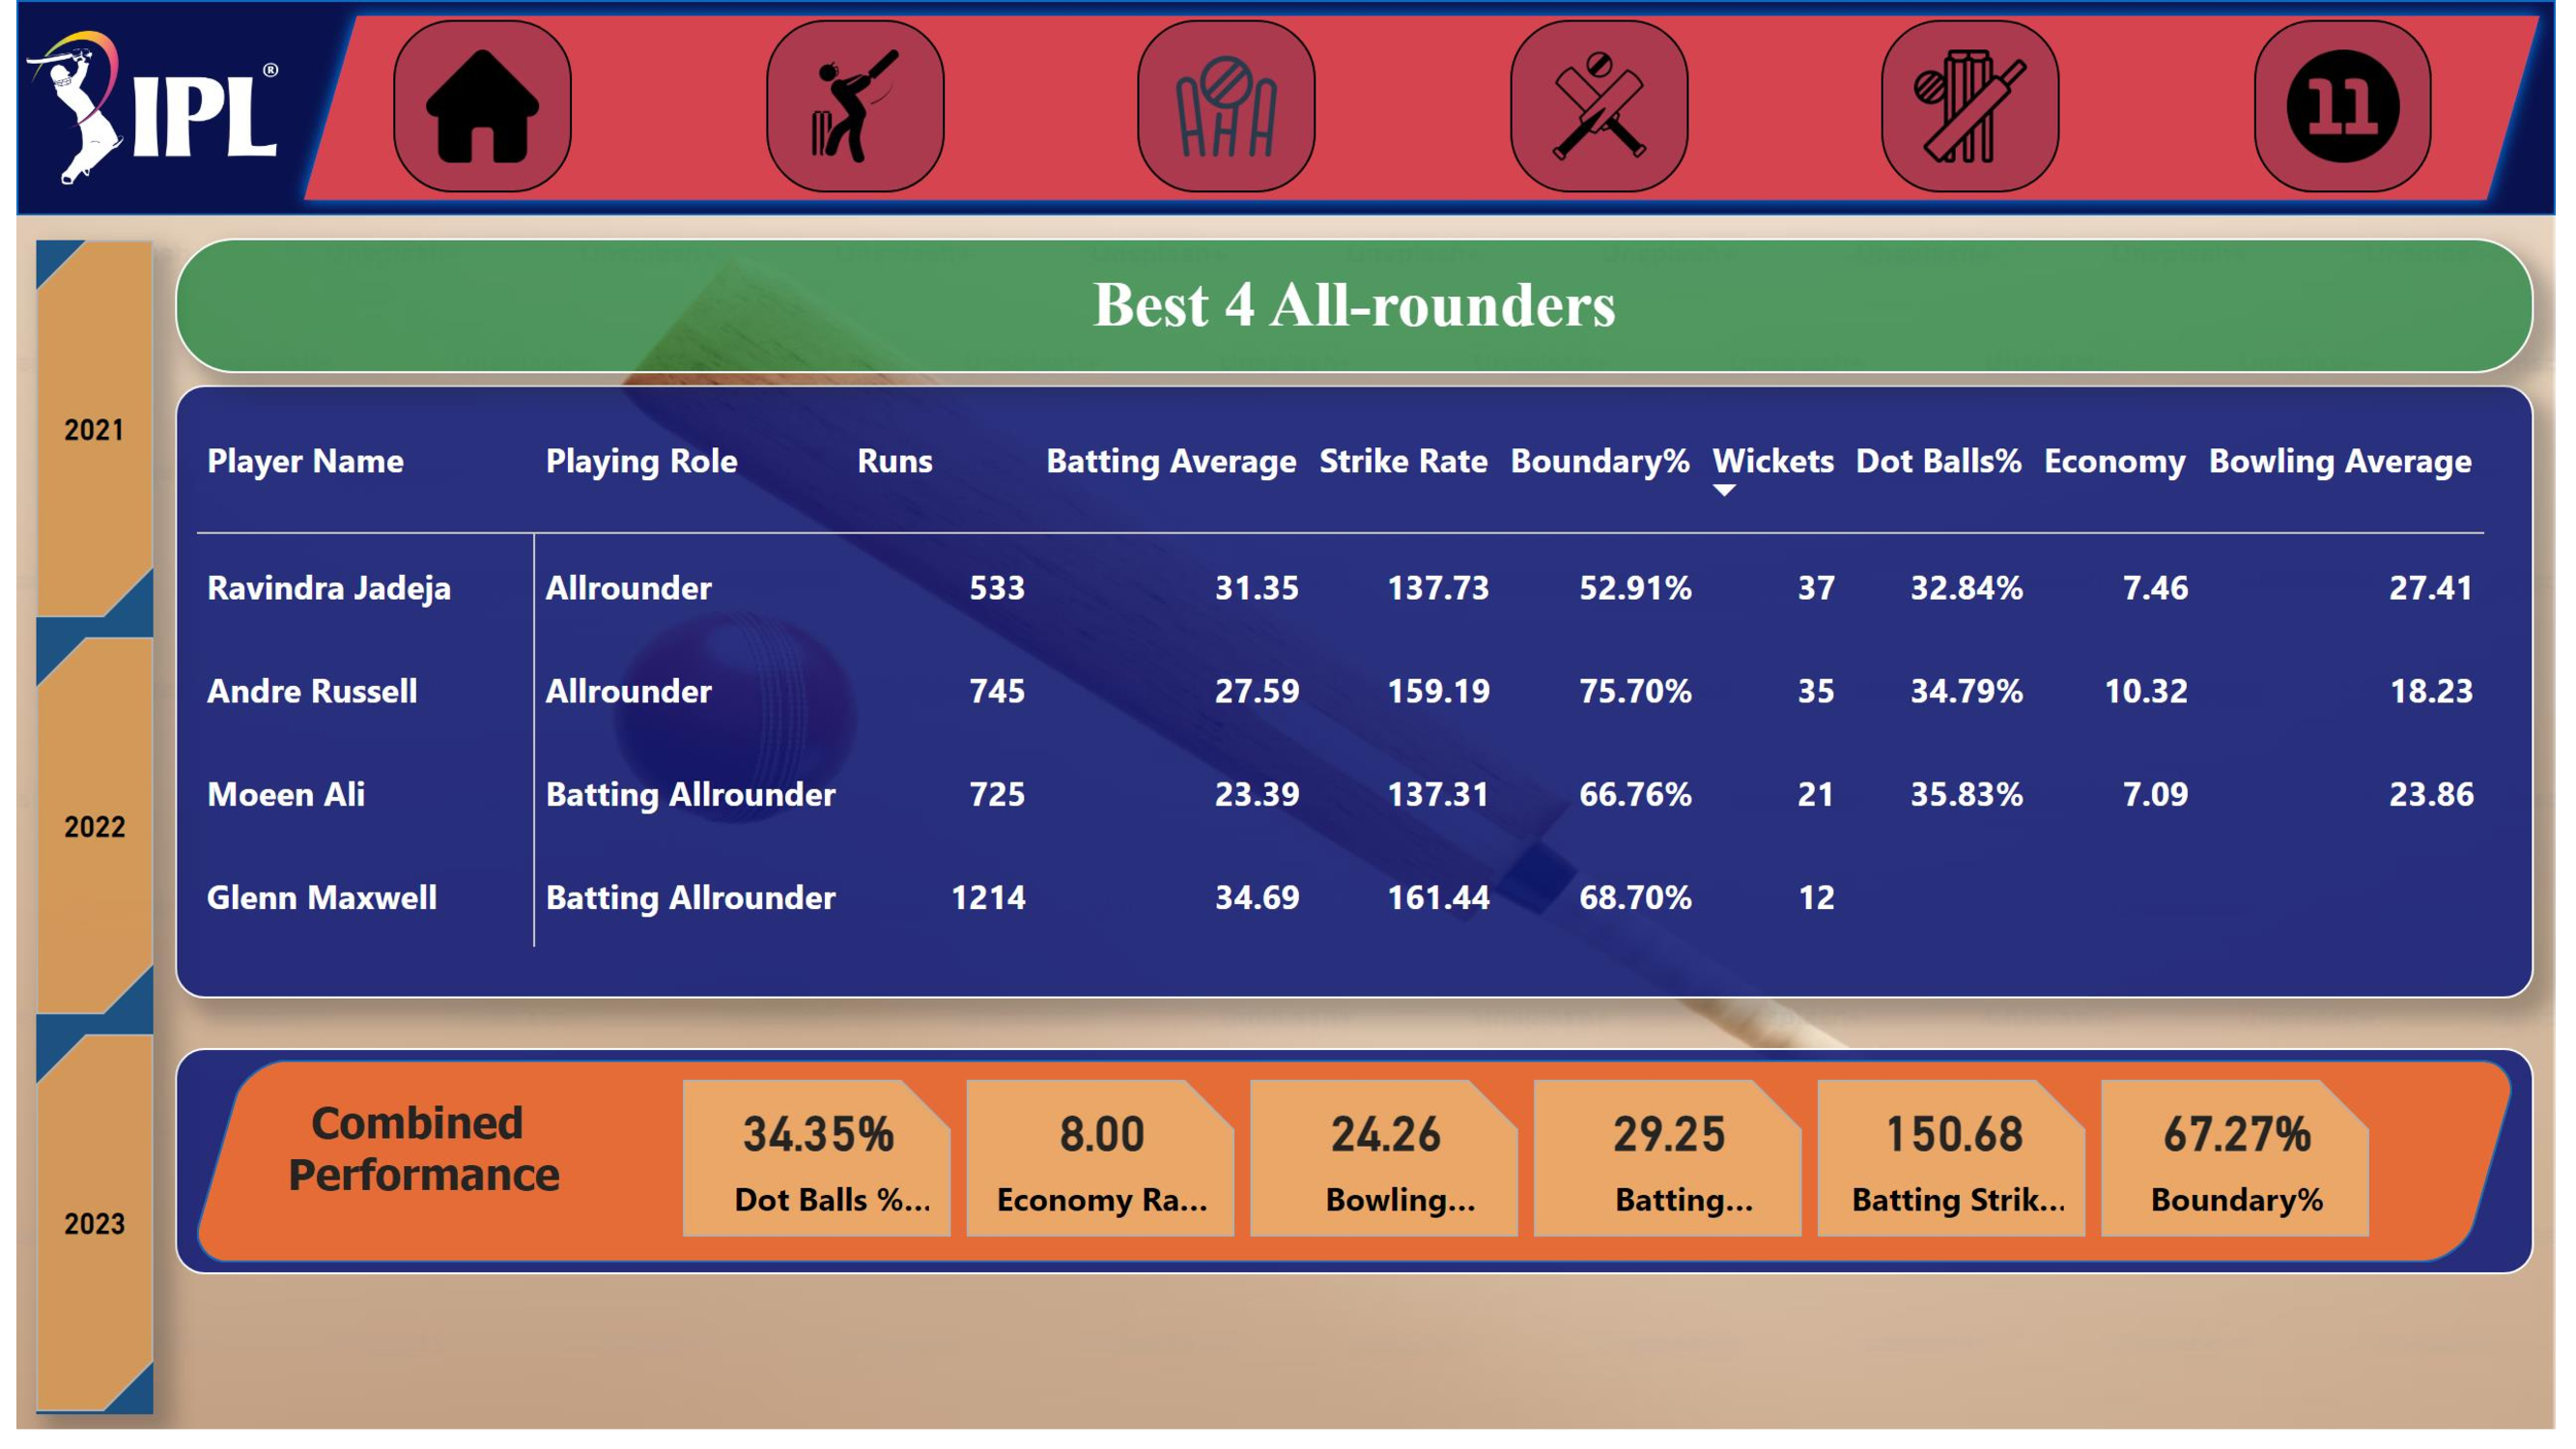 IPL®
11
Best 4 All-rounders
2021
2022
2023
Player Name Playing Role Runs Batting Average Strike Rate Boundary% Wickets Dot Balls% Economy Bowling Average
Ravindra Jadeja Allrounder 533 31.35 137.73 52.91% 37 32.84% 7.46 27.41
Andre Russell Allrounder 745 27.59 159.19 75.70% 35 34.79% 10.32 18.23
Moeen Ali Batting Allrounder 725 23.39 137.31 66.76% 21 35.83% 7.09 23.86
Glenn Maxwell Batting Allrounder 1214 34.69 161.44 68.70% 12
Combined
Performance
34.35% 8.00 24.26 29.25 150.68 67.27%
Dot Balls %... Economy Ra... Bowling... Batting... Batting Strik... Boundary%